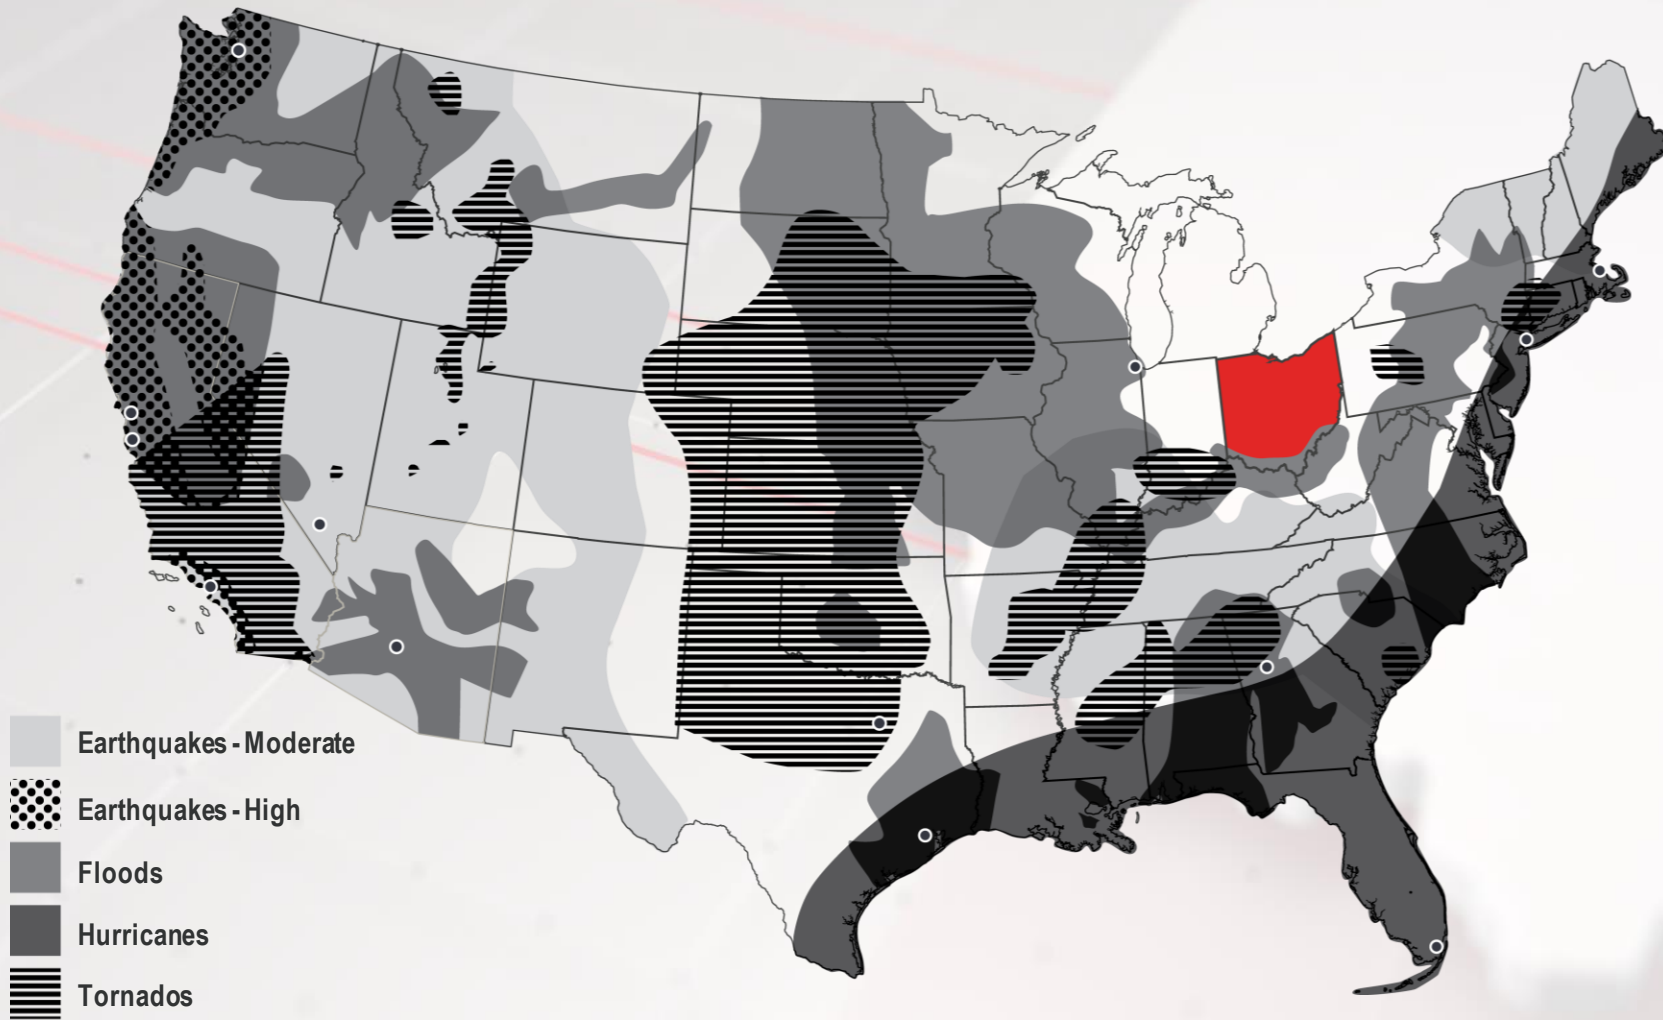 Earthquakes - Moderate
Earthquakes - High
Floods
Hurricanes
Tornados